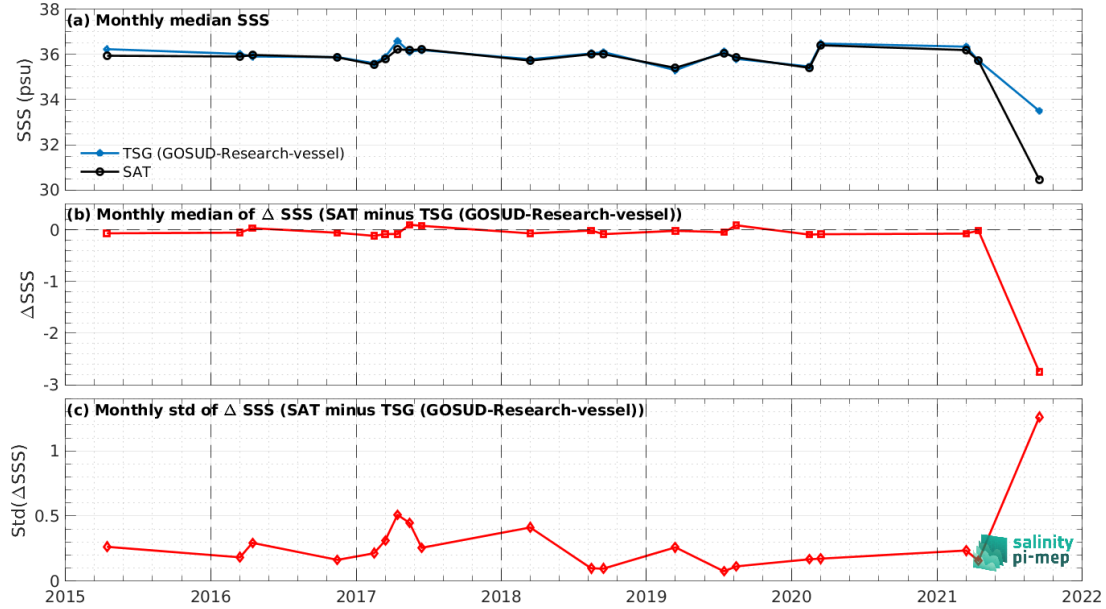 (a) Monthly median SSS
38
36
34
32
30
SSS (psu)
TSG (GOSUD-Research-vessel)
SAT
(b) Monthly median of Δ SSS (SAT minus TSG (GOSUD-Research-vessel))
0
-1
-2
-3
ΔSSS
(c) Monthly std of Δ SSS (SAT minus TSG (GOSUD-Research-vessel))
1
0.5
0
Std(ΔSSS)
salinity
pi-mep
2015 2016 2017 2018 2019 2020 2021 2022